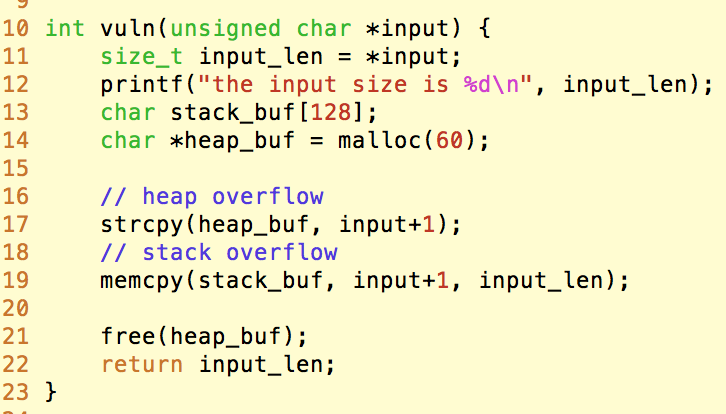 9
10 int vuln(unsigned char *input) {
11     size_t input_len = *input;
12     printf("the input size is %d\n", input_len);
13     char stack_buf[128];
14     char *heap_buf = malloc(60);
15
16     // heap overflow
17     strcpy(heap_buf, input+1);
18     // stack overflow
19     memcpy(stack_buf, input+1, input_len);
20
21     free(heap_buf);
22     return input_len;
23 }